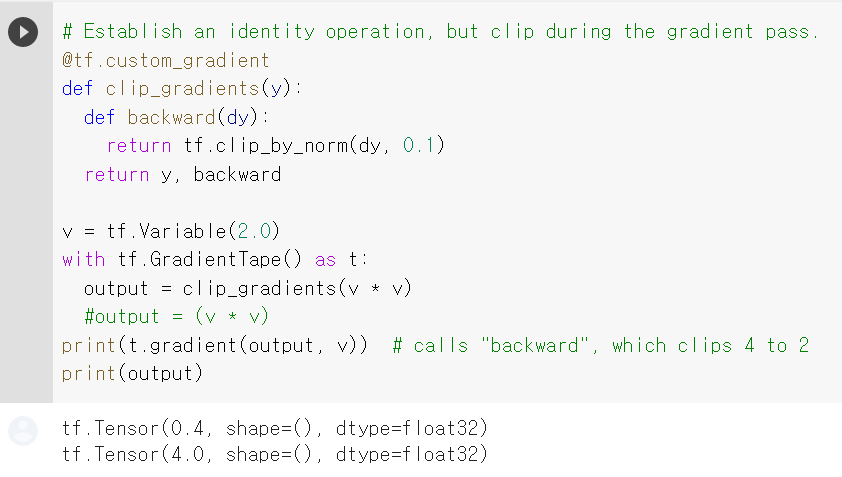 # Establish an identity operation, but clip during the gradient pass.
@tf.custom_gradient
def clip_gradients(y):
  def backward(dy):
    return tf.clip_by_norm(dy, 0.1)
  return y, backward

v = tf.Variable(2.0)
with tf.GradientTape() as t:
  output = clip_gradients(v * v)
  #output = (v * v)
print(t.gradient(output, v))  # calls "backward", which clips 4 to 2
print(output)
tf.Tensor(0.4, shape=(), dtype=float32)
tf.Tensor(4.0, shape=(), dtype=float32)